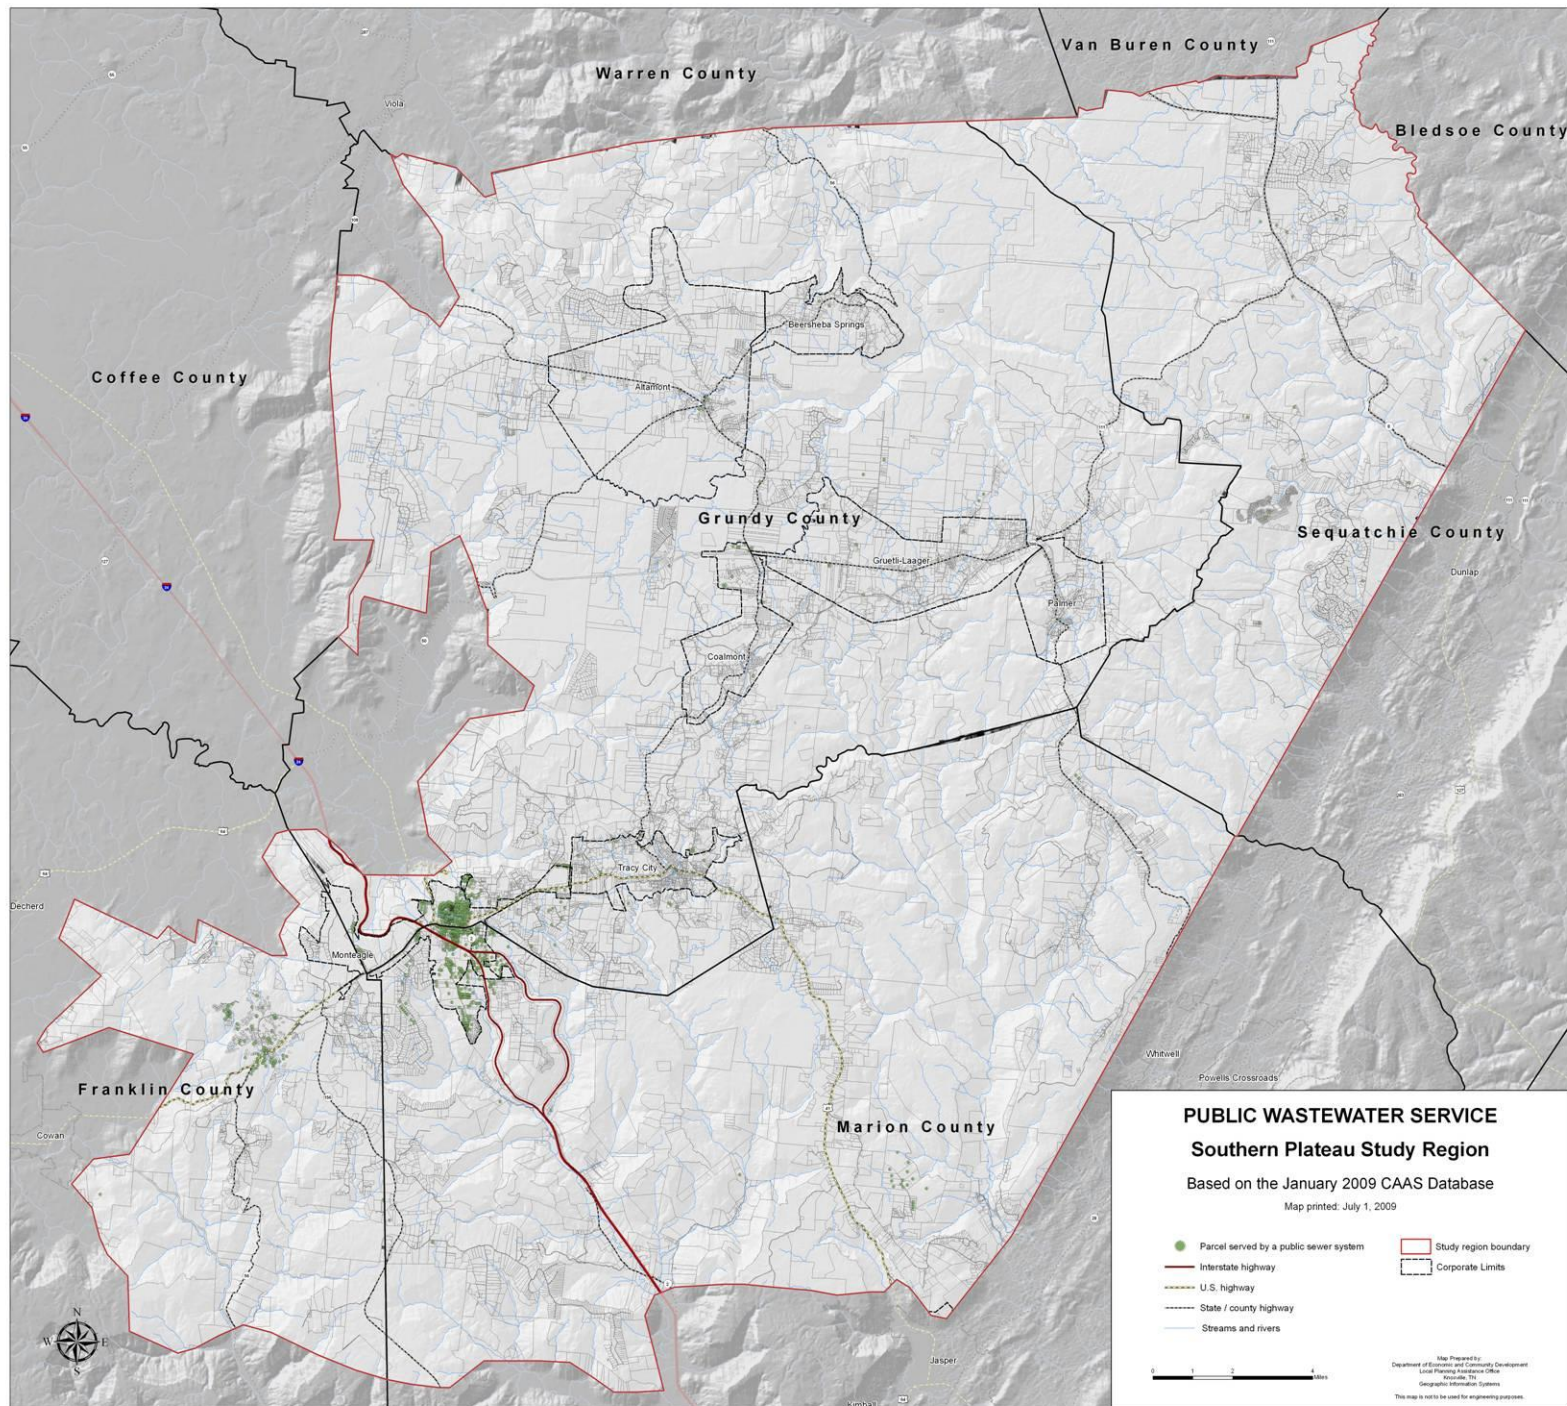 Van Buren County
Warren County
Viola
Bledsoe County
Beersheba Springs
Coffee County
Altamont
Grundy County
Sequatchie County
Gruetli-Laager
Dunlap
Palmer
Coalmont
Tracy City
Decherd
Monteagle
Whitwell
Powells Crossroads
Franklin County
Cowan
Marion County
PUBLIC WASTEWATER SERVICE
Southern Plateau Study Region
Based on the January 2009 CAAS Database
Map printed: July 1, 2009
Parcel served by a public sewer system
Study region boundary
Interstate highway
Corporate Limits
U.S. highway
State / county highway
Streams and rivers
N
W E
S
Jasper
Kimball
0 1 2 4
Miles
Map Prepared by:
Department of Economic and Community Development
Local Planning Assistance Office
Knoxville, TN
Geographic Information Systems
This map is not to be used for engineering purposes.